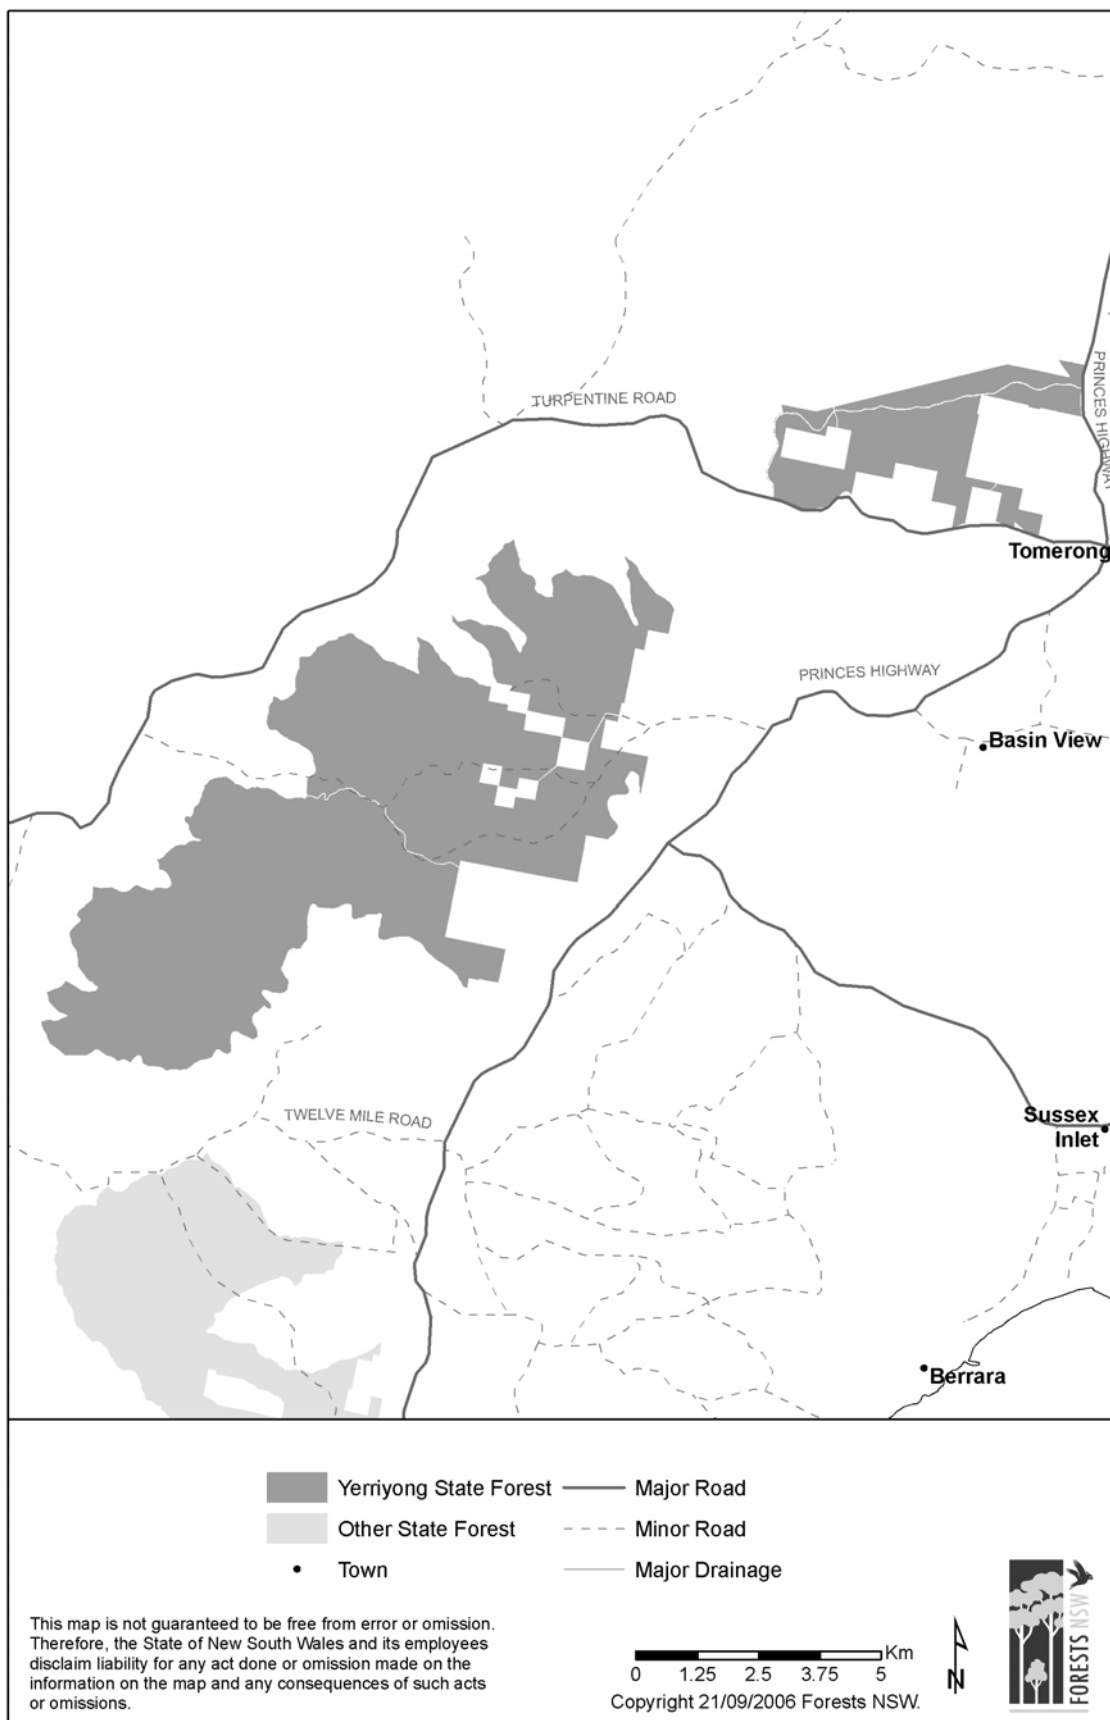 TURPENTINE ROAD
PRINCES HIGHWAY
Tomerong
PRINCES HIGHWAY
Basin View
TWELVE MILE ROAD
Sussex
Inlet
Berrara
Yerriyong State Forest
Major Road
Other State Forest
Minor Road
Town
Major Drainage
This map is not guaranteed to be free from error or omission.
Therefore, the State of New South Wales and its employees
disclaim liability for any act done or omission made on the
information on the map and any consequences of such acts
or omissions.
Km
0 1.25 2.5 3.75 5
Copyright 21/09/2006 Forests NSW.
N
FORESTS NSW